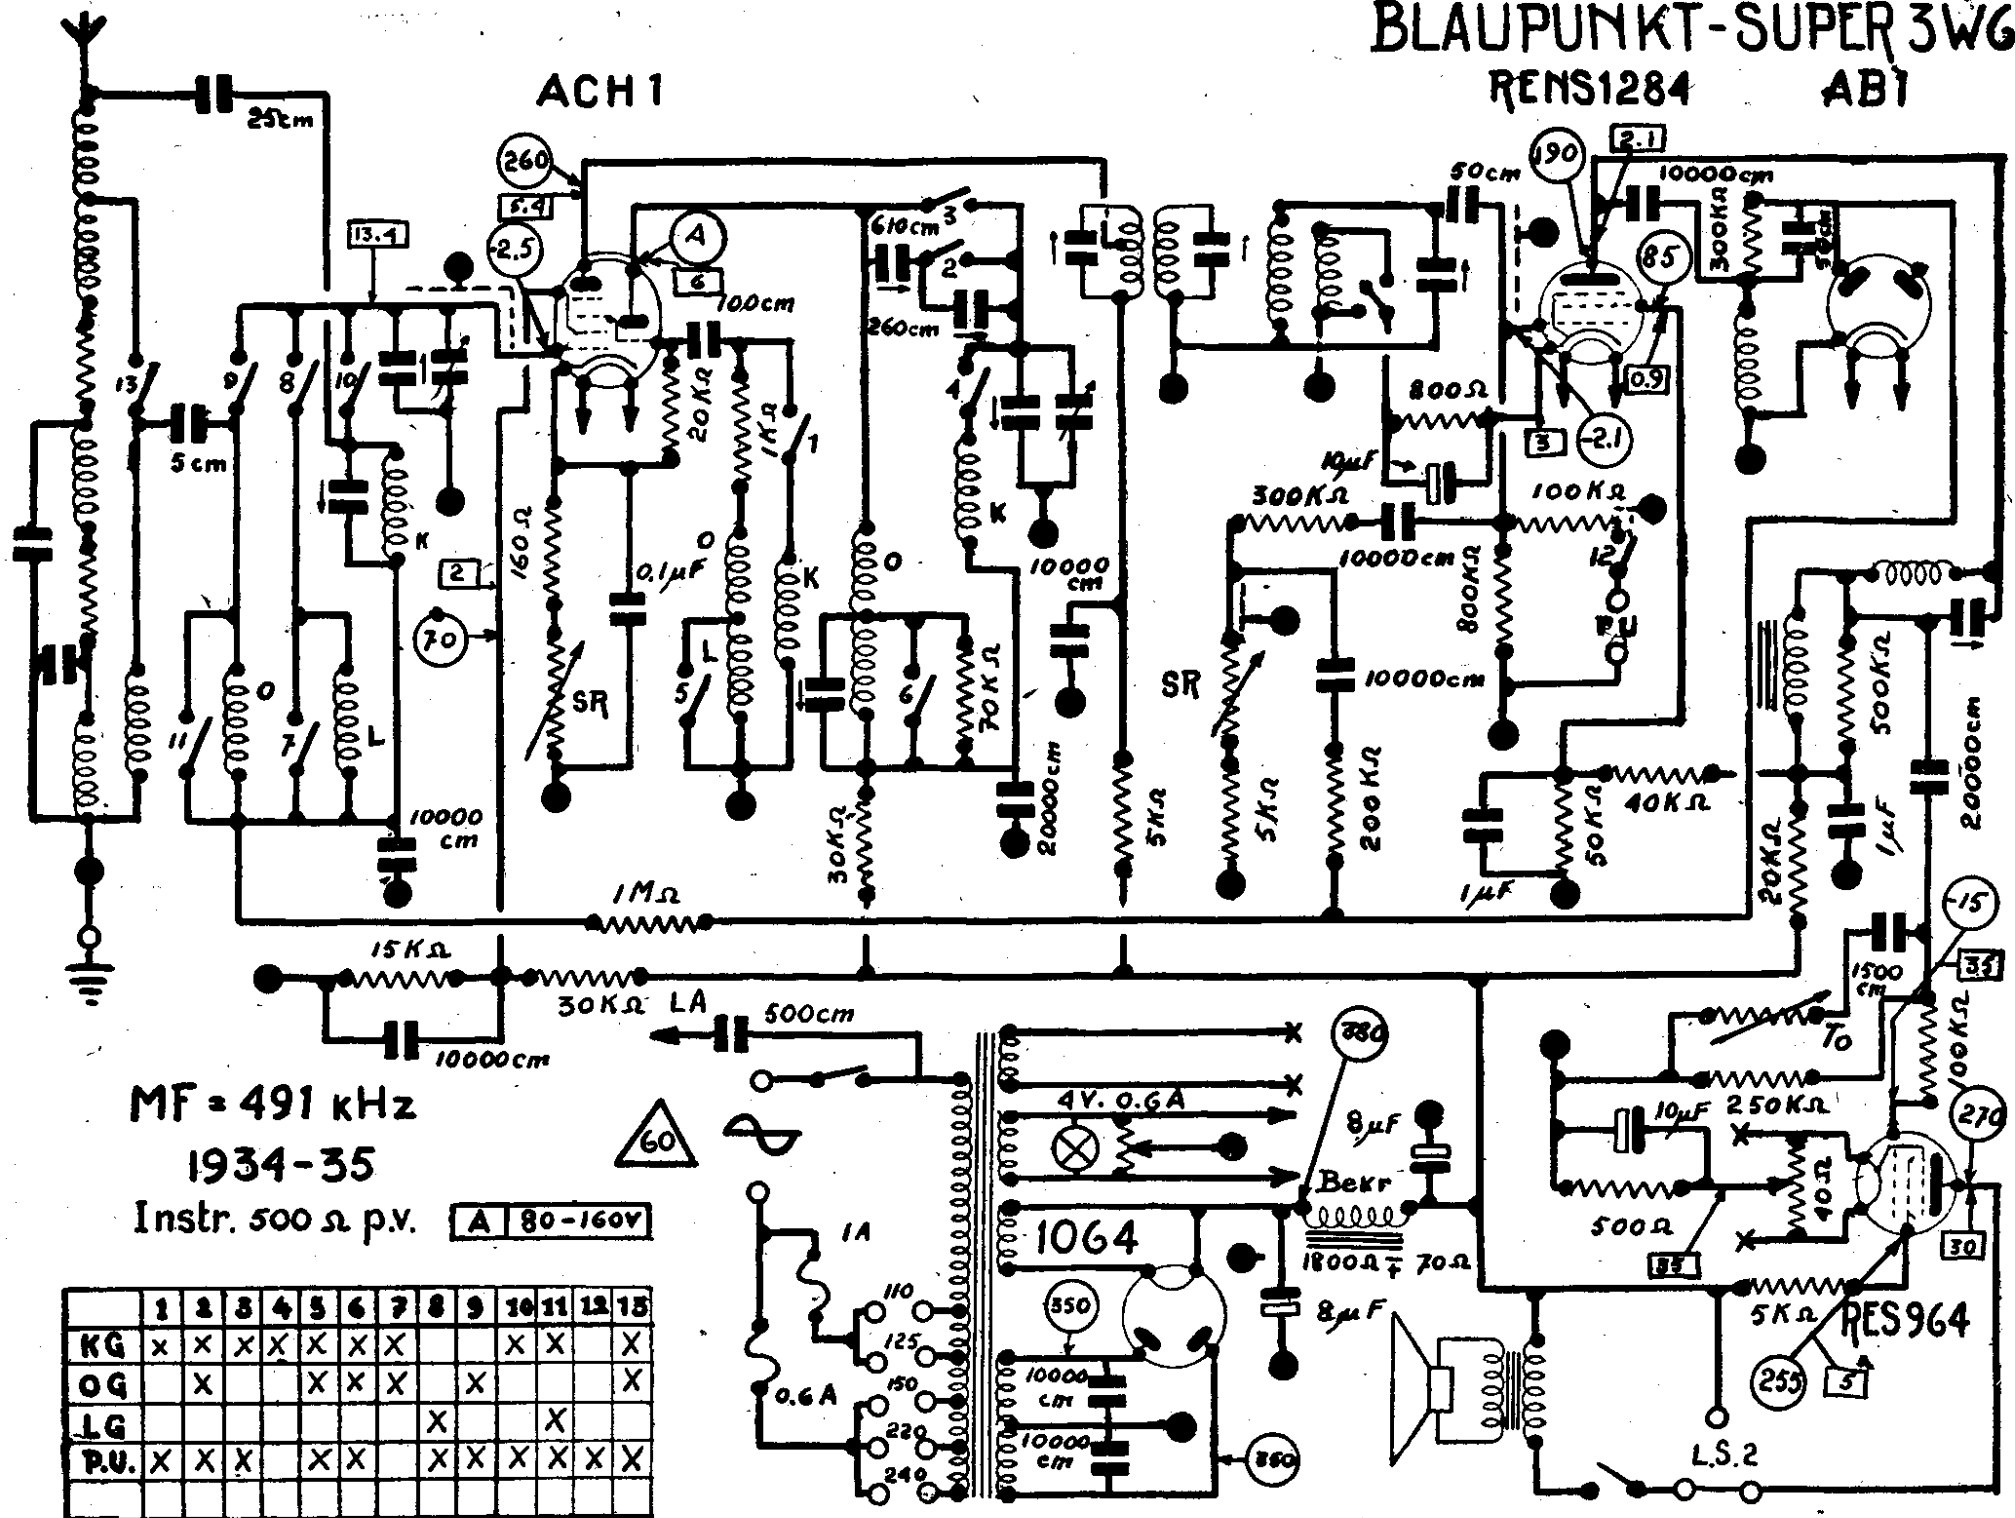 BLAUPUNKT-SUPER 3W6
ACH1
RENS1284
AB1
25cm
260
5.4
-2.5
13.4
A
6
610cm
3
2
260cm
100cm
50cm
190
2.1
10000cm
300KΩ
50cm
85
0.9
800Ω
3
-2.1
13
9
8
10
5cm
K
20KΩ
1KΩ
1
4
K
10µF
300KΩ
10000cm
100KΩ
12
2
70
160Ω
0.1µF
O
K
O
10000
cm
800KΩ
PU
500KΩ
SR
L
5
6
70KΩ
SR
10000cm
11
O
7
L
20000cm
10000
cm
30KΩ
20000cm
5KΩ
5KΩ
200KΩ
40KΩ
50KΩ
1µF
20KΩ
1µF
1MΩ
-15
35
15KΩ
30KΩ
10000cm
LA
500cm
1500
cm
To
100KΩ
MF = 491 kHz
1934-35
Instr. 500 Ω p.v.
A 80-160V
60
4V. 0.6A
380
8µF
Bekr
1800Ω ∓ 70Ω
8µF
250KΩ
10µF
500Ω
40Ω
35
270
30
5KΩ
RES964
255
5
1A
0.6A
110
125
150
220
240
1064
350
10000
cm
10000
cm
350
L.S.2
1 2 3 4 5 6 7 8 9 10 11 12 13
KG X X X X X X X X X X
OG X X X X X X
LG X X
P.U. X X X X X X X X X X X